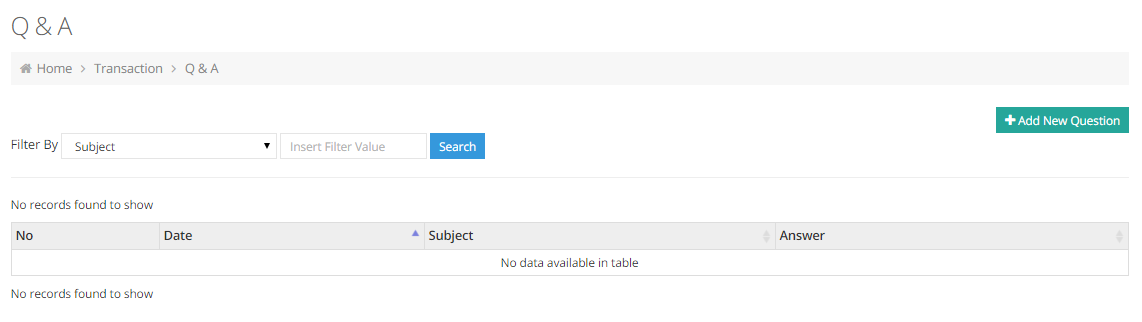 Q & A
Home > Transaction > Q & A
Add New Question
Filter By Subject Insert Filter Value Search
No records found to show
No Date Subject Answer
No data available in table
No records found to show